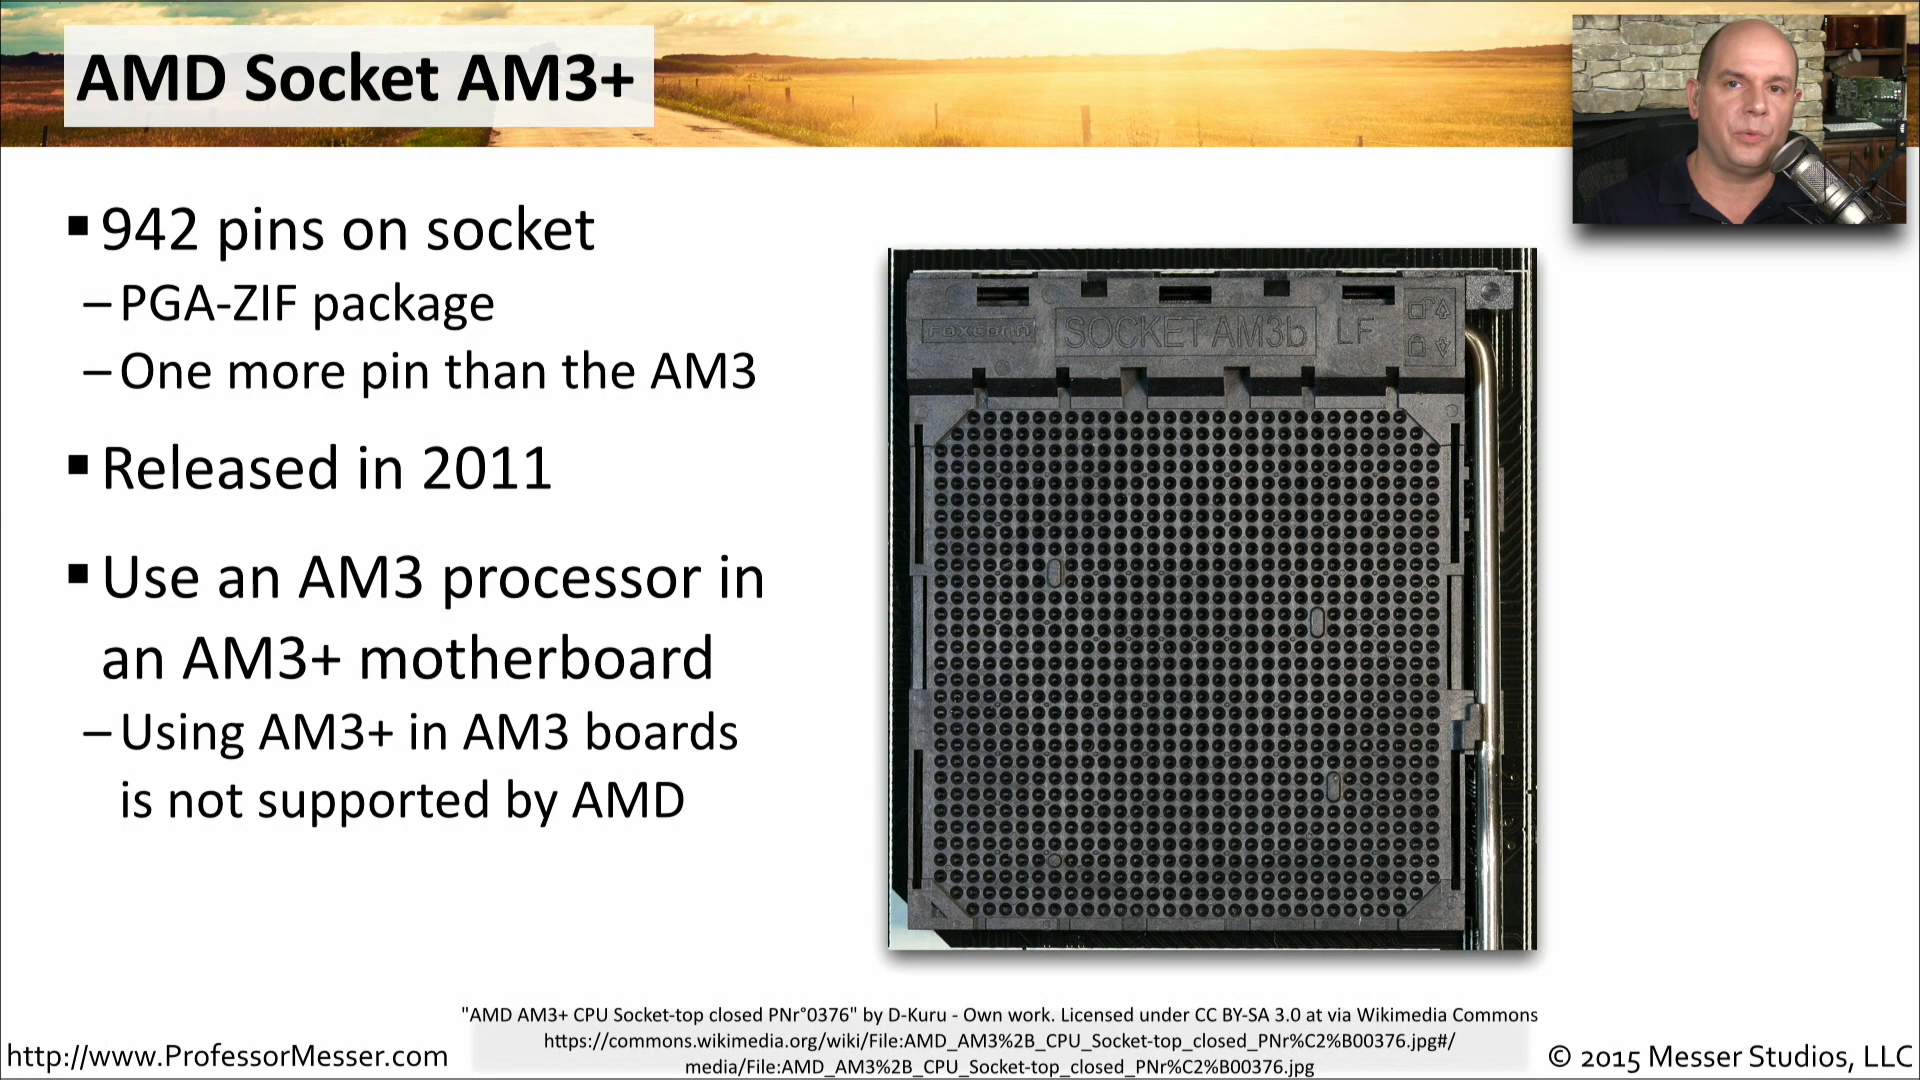 AMD Socket AM3+
▪ 942 pins on socket
– PGA-ZIF package
– One more pin than the AM3
▪ Released in 2011
▪ Use an AM3 processor in
an AM3+ motherboard
– Using AM3+ in AM3 boards
is not supported by AMD
FOXCONN
SOCKET AM3b
LF
"AMD AM3+ CPU Socket-top closed PNr°0376" by D-Kuru - Own work. Licensed under CC BY-SA 3.0 at via Wikimedia Commons
https://commons.wikimedia.org/wiki/File:AMD_AM3%2B_CPU_Socket-top_closed_PNr%C2%B00376.jpg#/
media/File:AMD_AM3%2B_CPU_Socket-top_closed_PNr%C2%B00376.jpg
http://www.ProfessorMesser.com
© 2015 Messer Studios, LLC